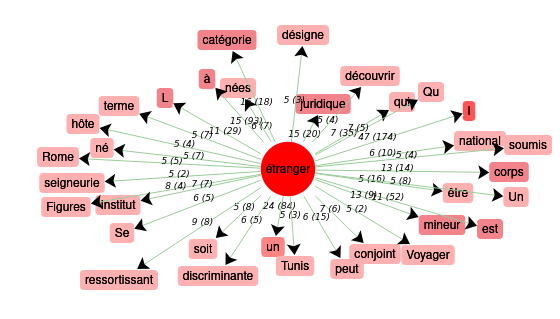 désigne
catégorie
découvrir
à
nées
Qu
L
juridique
qui
terme
16 (18)
5 (3)
l
15 (93)
6 (7)
5 (4)
hôte
11 (29)
15 (20)
7 (35)
7 (5)
47 (174)
5 (7)
national
soumis
né
5 (4)
Rome
5 (7)
6 (10)
5 (4)
5 (5)
étranger
13 (14)
corps
seigneurie
5 (2)
8 (4)
7 (7)
5 (16)
5 (8)
être
Un
Figures
institut
6 (5)
13 (9)
11 (52)
Se
5 (8)
24 (84)
7 (6)
5 (2)
9 (8)
6 (5)
5 (3)
6 (15)
mineur
est
soit
un
conjoint
Voyager
Tunis
peut
ressortissant
discriminante